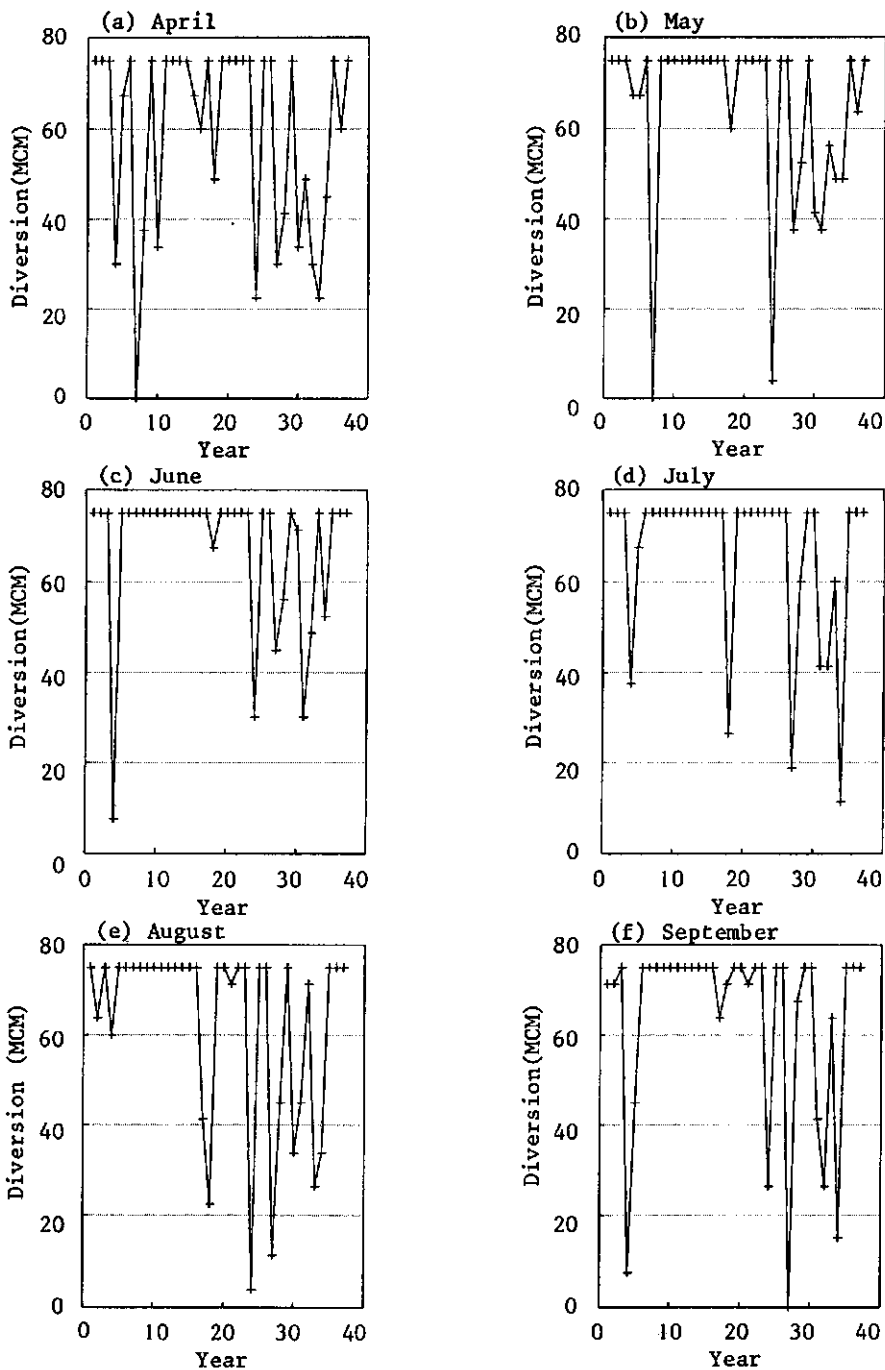 (a) April
80
60
40
20
0
Diversion(MCM)
0 10 20 30 40
Year
(b) May
80
60
40
20
0
Diversion(MCM)
0 10 20 30 40
Year
(c) June
80
60
40
20
0
Diversion(MCM)
0 10 20 30 40
Year
(d) July
80
60
40
20
0
Diversion(MCM)
0 10 20 30 40
Year
(e) August
80
60
40
20
0
Diversion (MCM)
0 10 20 30 40
Year
(f) September
80
60
40
20
0
Diversion(MCM)
0 10 20 30 40
Year